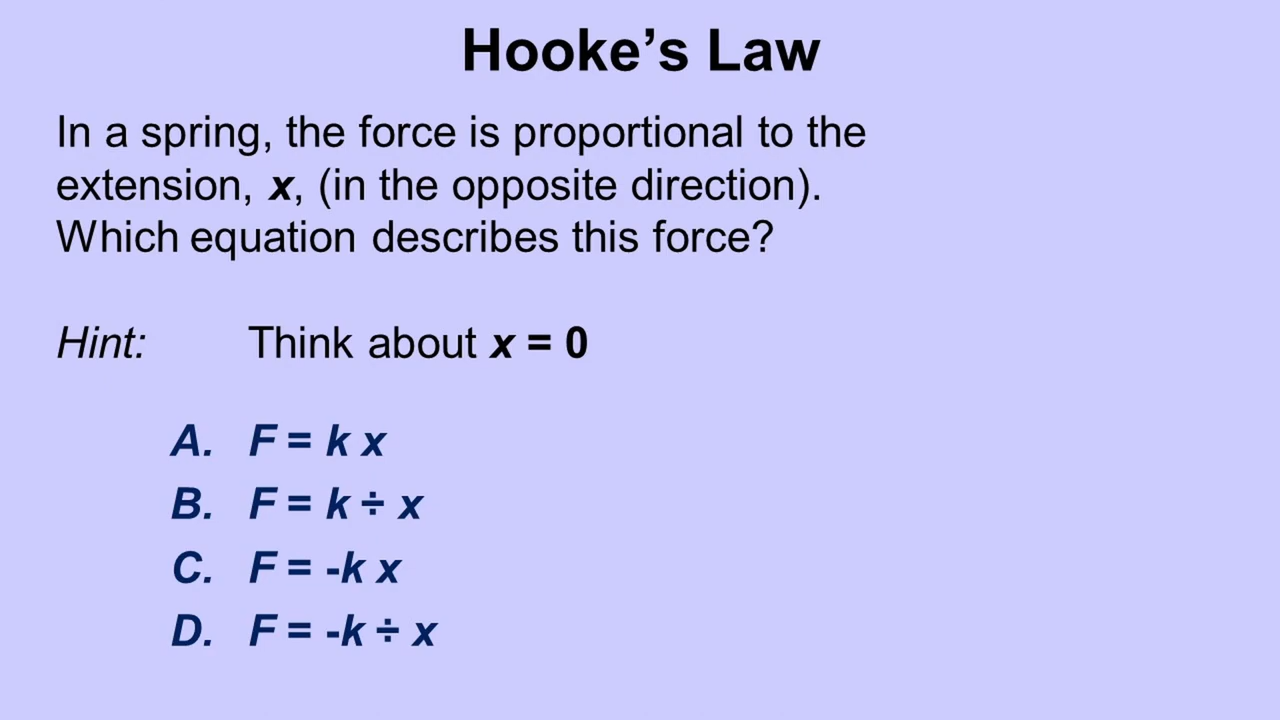 Hooke’s Law
In a spring, the force is proportional to the
extension, x, (in the opposite direction).
Which equation describes this force?
Hint: Think about x = 0
A. F = k x
B. F = k ÷ x
C. F = -k x
D. F = -k ÷ x